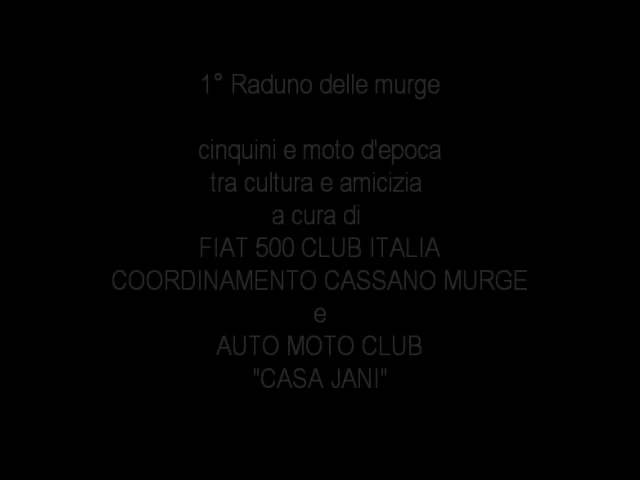 1° Raduno delle murge
cinquini e moto d'epoca
tra cultura e amicizia
a cura di
FIAT 500 CLUB ITALIA
COORDINAMENTO CASSANO MURGE
e
AUTO MOTO CLUB
"CASA JANI"